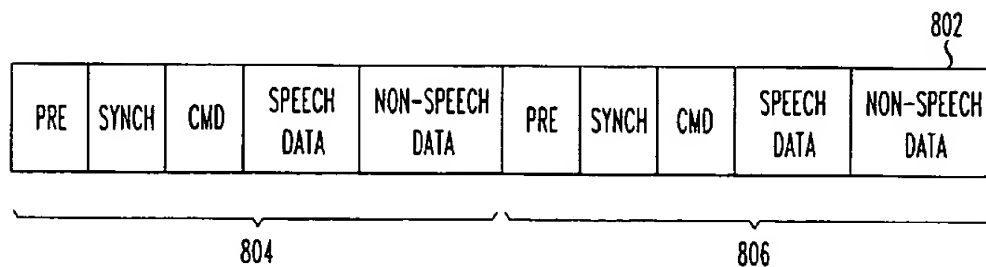 802
PRE SYNCH CMD SPEECH DATA NON-SPEECH DATA PRE SYNCH CMD SPEECH DATA NON-SPEECH DATA
804 806